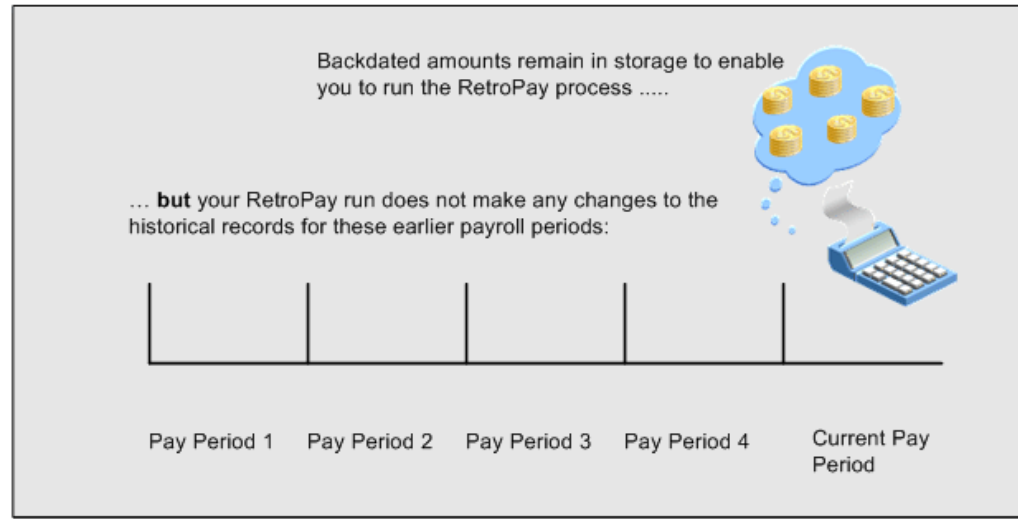 Backdated amounts remain in storage to enable
you to run the RetroPay process .....
... but your RetroPay run does not make any changes to the
historical records for these earlier payroll periods:
Pay Period 1
Pay Period 2
Pay Period 3
Pay Period 4
Current Pay
Period